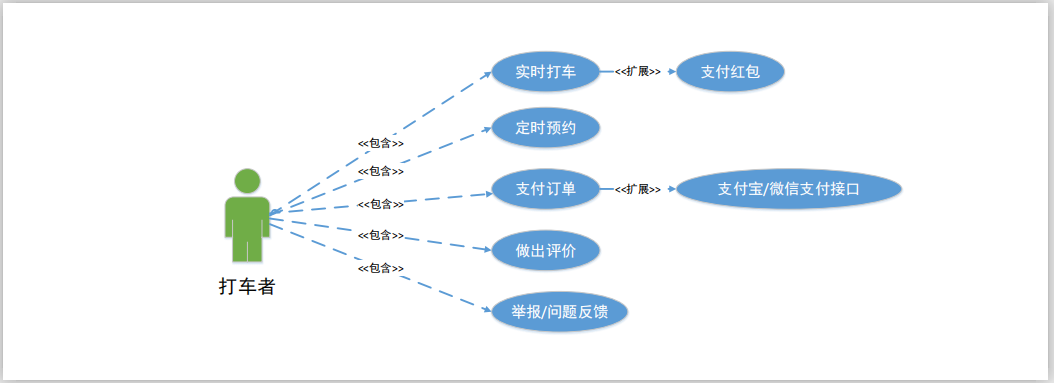 实时打车
<<扩展>>
支付红包
定时预约
<<包含>>
<<包含>>
支付订单
<<扩展>>
支付宝/微信支付接口
<<包含>>
<<包含>>
做出评价
<<包含>>
打车者
举报/问题反馈